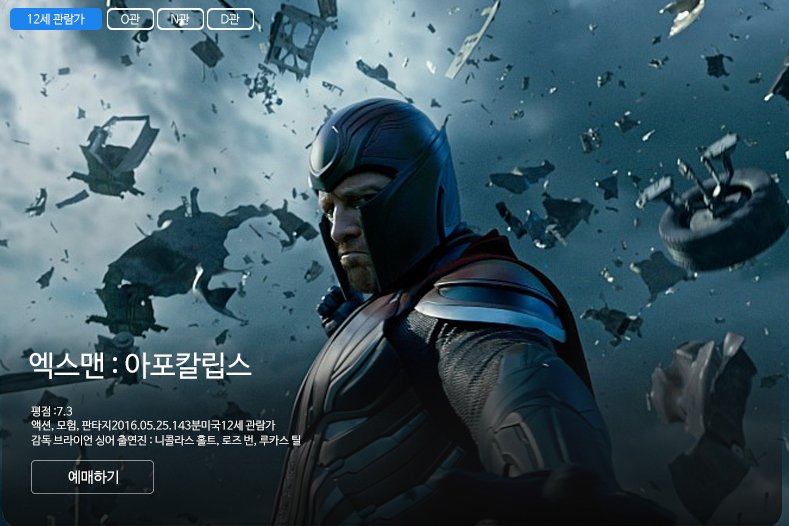 12세 관람가 O관 N관 D관
엑스맨 : 아포칼립스
평점 :7.3
액션, 모험, 판타지2016.05.25.143분미국12세 관람가
감독 브라이언 싱어 출연진 : 니콜라스 홀트, 로즈 번, 루카스 틸
예매하기